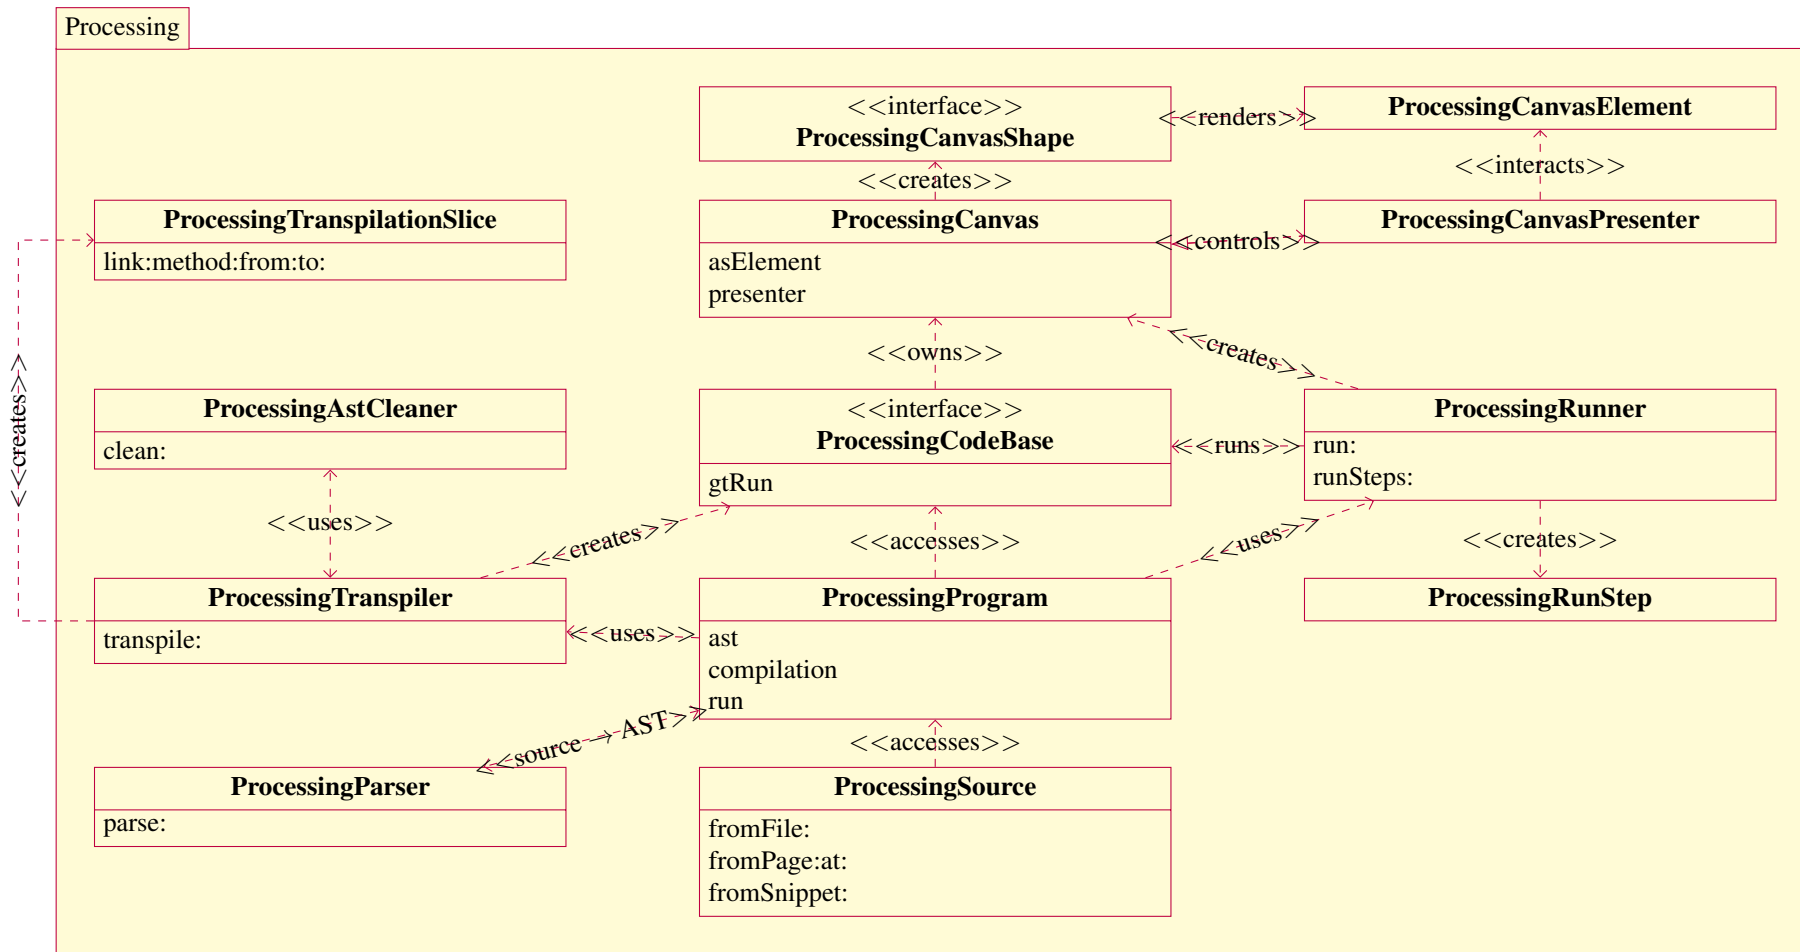 Processing
<<interface>>
ProcessingCanvasShape
<<renders>>
ProcessingCanvasElement
<<creates>>
<<interacts>>
ProcessingTranspilationSlice
link:method:from:to:
ProcessingCanvas
asElement
presenter
<<controls>>
ProcessingCanvasPresenter
<<creates>>
<<owns>>
<<creates>>
ProcessingAstCleaner
clean:
<<interface>>
ProcessingCodeBase
gtRun
<<runs>>
ProcessingRunner
run:
runSteps:
<<uses>>
<<creates>>
<<accesses>>
<<uses>>
<<creates>>
ProcessingTranspiler
transpile:
<<uses>>
ProcessingProgram
ast
compilation
run
ProcessingRunStep
<<source → AST>>
<<accesses>>
ProcessingParser
parse:
ProcessingSource
fromFile:
fromPage:at:
fromSnippet: